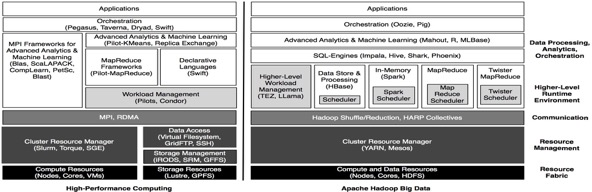 Applications
Orchestration
(Pegasus, Taverna, Dryad, Swift)
MPI Frameworks for
Advanced Analytics &
Machine Learning
(Blas, ScaLAPACK,
CompLearn, PetSc,
Blast)
Advanced Analytics & Machine Learning
(Pilot-KMeans, Replica Exchange)
MapReduce
Frameworks
(Pilot-MapReduce)
Declarative
Languages
(Swift)
Workload Management
(Pilots, Condor)
MPI, RDMA
Cluster Resource Manager
(Slurm, Torque, SGE)
Data Access
(Virtual Filesystem,
GridFTP, SSH)
Storage Management
(iRODS, SRM, GFFS)
Compute Resources
(Nodes, Cores, VMs)
Storage Resources
(Lustre, GPFS)
High-Performance Computing
Applications
Orchestration (Oozie, Pig)
Advanced Analytics & Machine Learning (Mahout, R, MLBase)
SQL-Engines (Impala, Hive, Shark, Phoenix)
Higher-Level
Workload
Management
(TEZ, LLama)
Data Store &
Processing
(HBase)
Scheduler
In-Memory
(Spark)
Spark
Scheduler
MapReduce
Map
Reduce
Scheduler
Twister
MapReduce
Twister
Scheduler
Hadoop Shuffle/Reduction, HARP Collectives
Cluster Resource Manager
(YARN, Mesos)
Compute and Data Resources
(Nodes, Cores, HDFS)
Apache Hadoop Big Data
Data Processing,
Analytics,
Orchestration
Higher-Level
Runtime
Environment
Communication
Resource
Management
Resource
Fabric